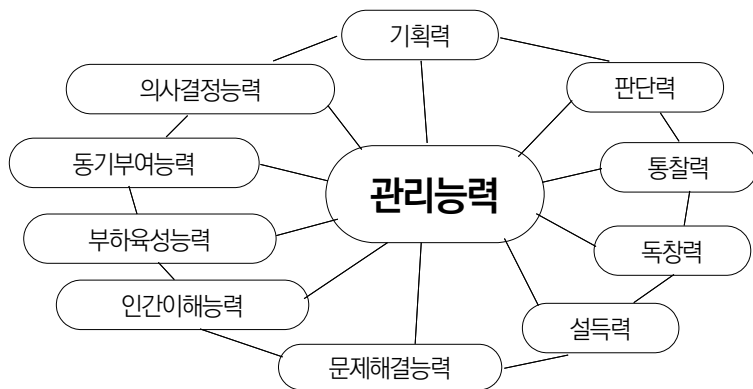 기획력
의사결정능력
판단력
동기부여능력
통찰력
관리능력
부하육성능력
독창력
인간이해능력
설득력
문제해결능력